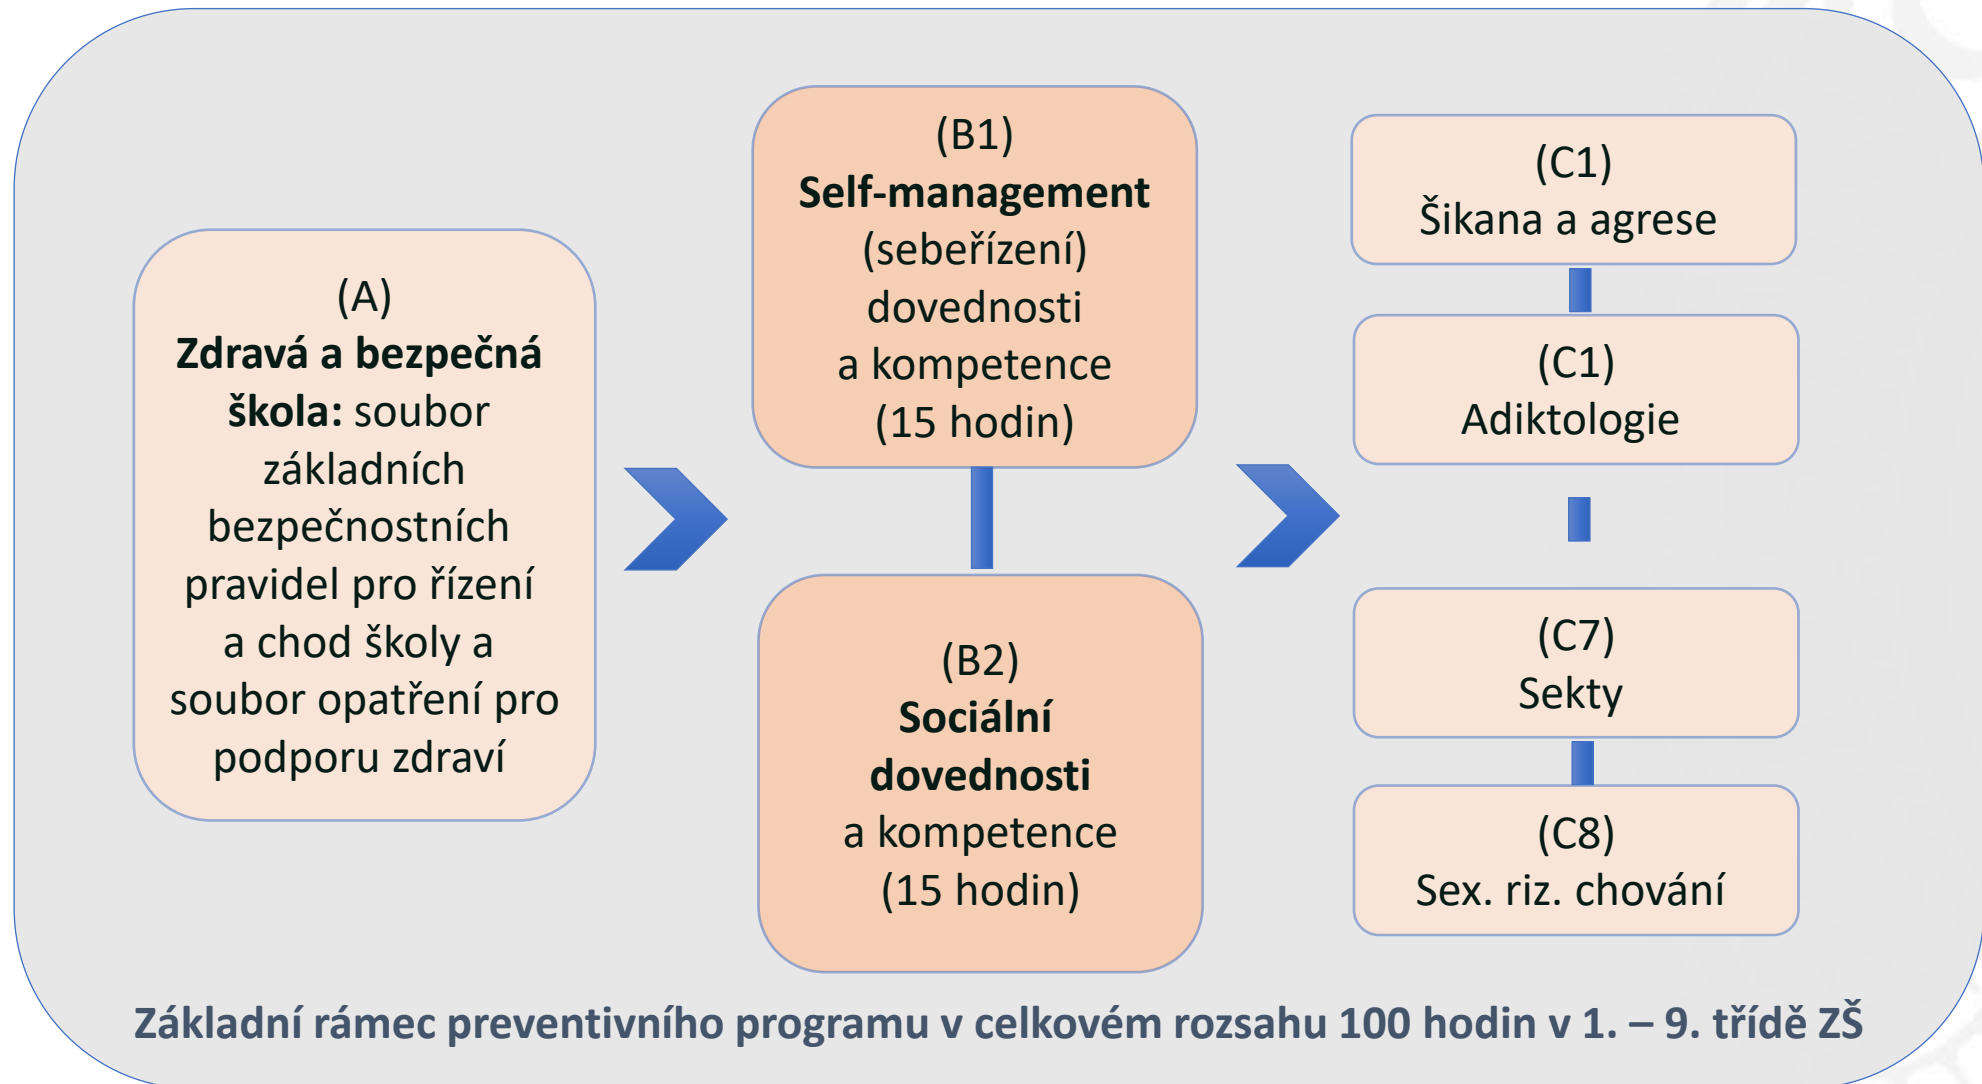 (A)
Zdravá a bezpečná
škola: soubor
základních
bezpečnostních
pravidel pro řízení
a chod školy a
soubor opatření pro
podporu zdraví
(B1)
Self-management
(sebeřízení)
dovednosti
a kompetence
(15 hodin)
(B2)
Sociální
dovednosti
a kompetence
(15 hodin)
(C1)
Šikana a agrese
(C1)
Adiktologie
(C7)
Sekty
(C8)
Sex. riz. chování
Základní rámec preventivního programu v celkovém rozsahu 100 hodin v 1. – 9. třídě ZŠ